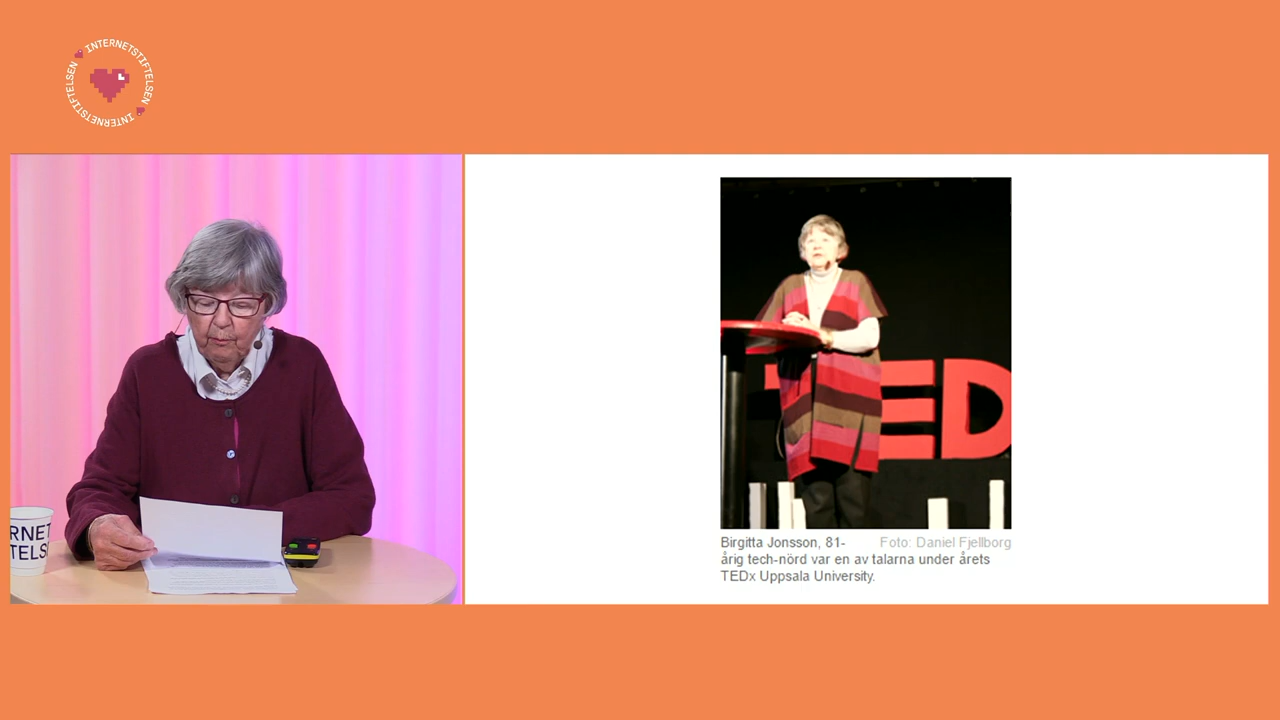 INTERNETSTIFTELSEN
INTERNETSTIFTELSEN
RNET
TELS
TED
Birgitta Jonsson, 81-
Foto: Daniel Fjellborg
årig tech-nörd var en av talarna under årets
TEDx Uppsala University.